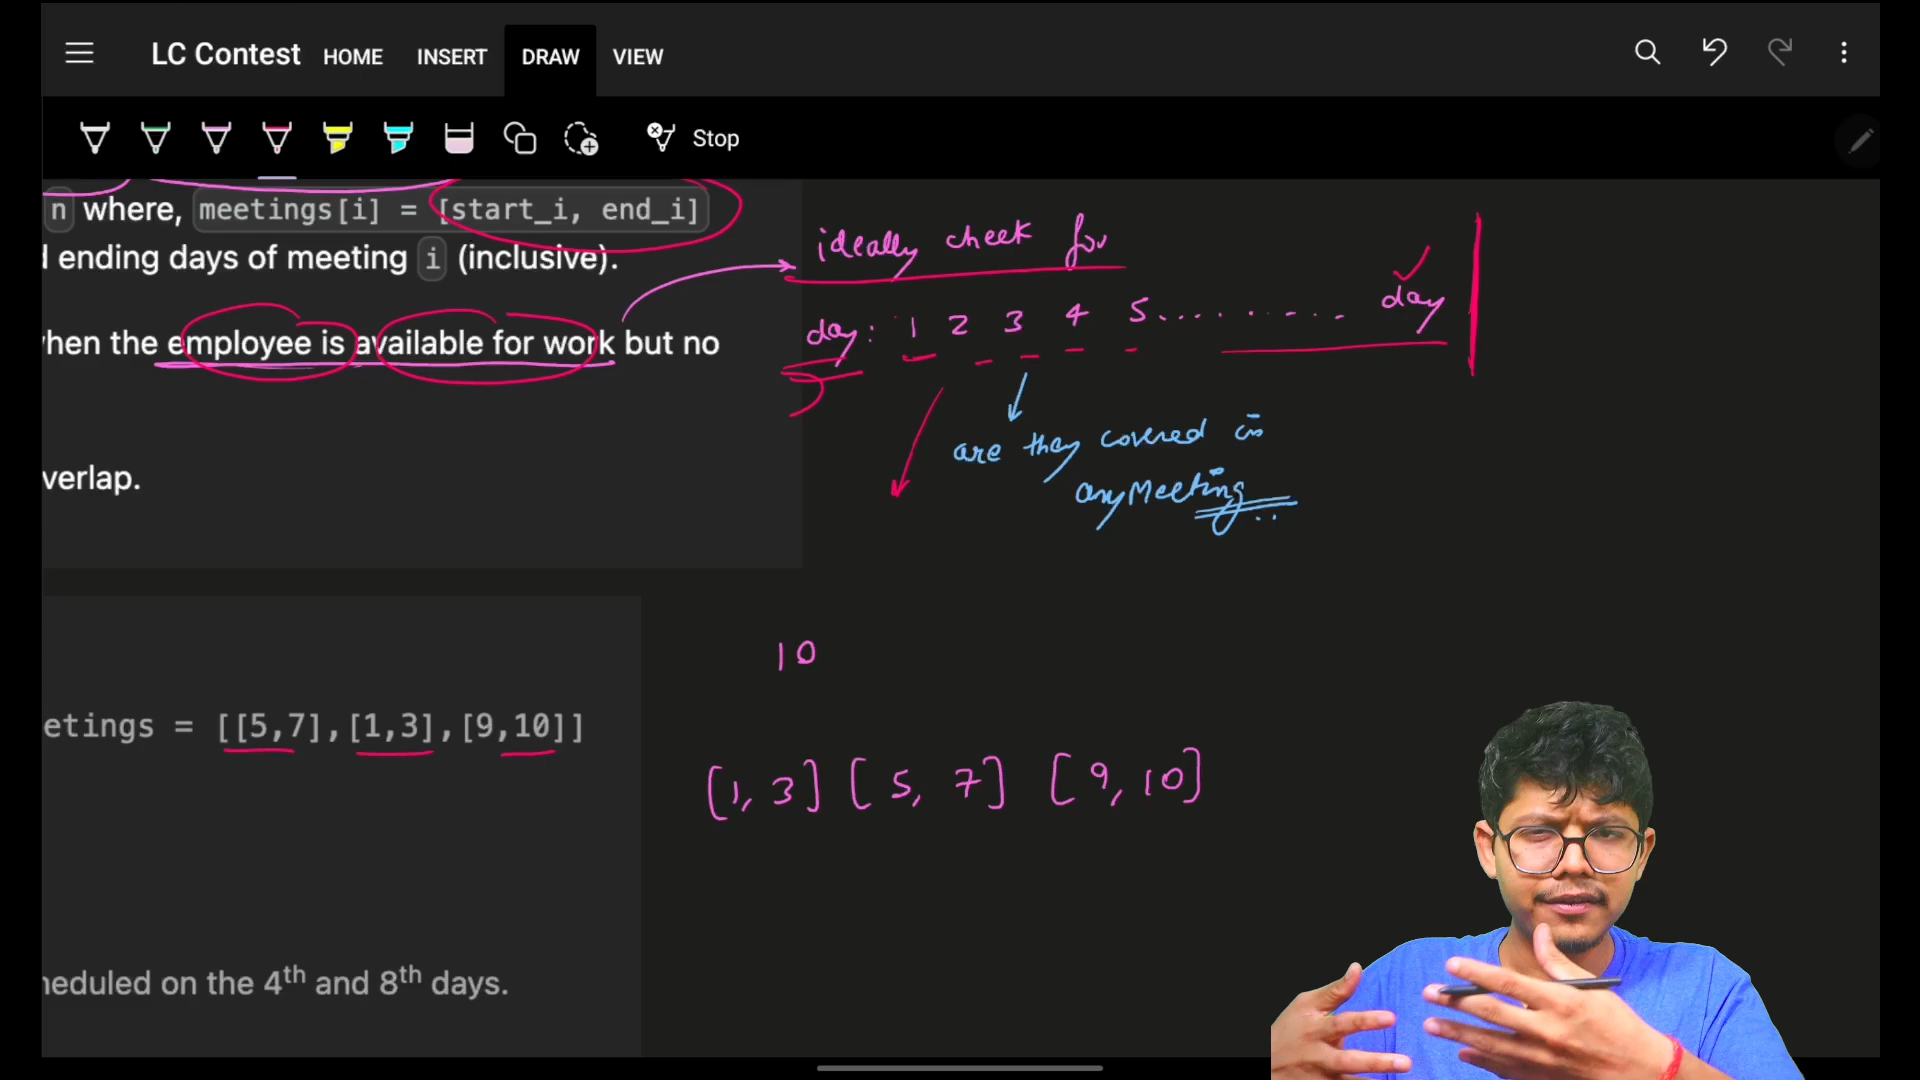 LC Contest HOME INSERT DRAW VIEW
Stop
n where, meetings[i] = [start_i, end_i]
ending days of meeting i (inclusive).
hen the employee is available for work but no
verlap.
ideally check for
day: 1 2 3 4 5.......... day
are they covered in
anyMeeting..
10
etings = [[5,7],[1,3],[9,10]]
[1, 3] [5, 7] [9, 10]
heduled on the 4th and 8th days.